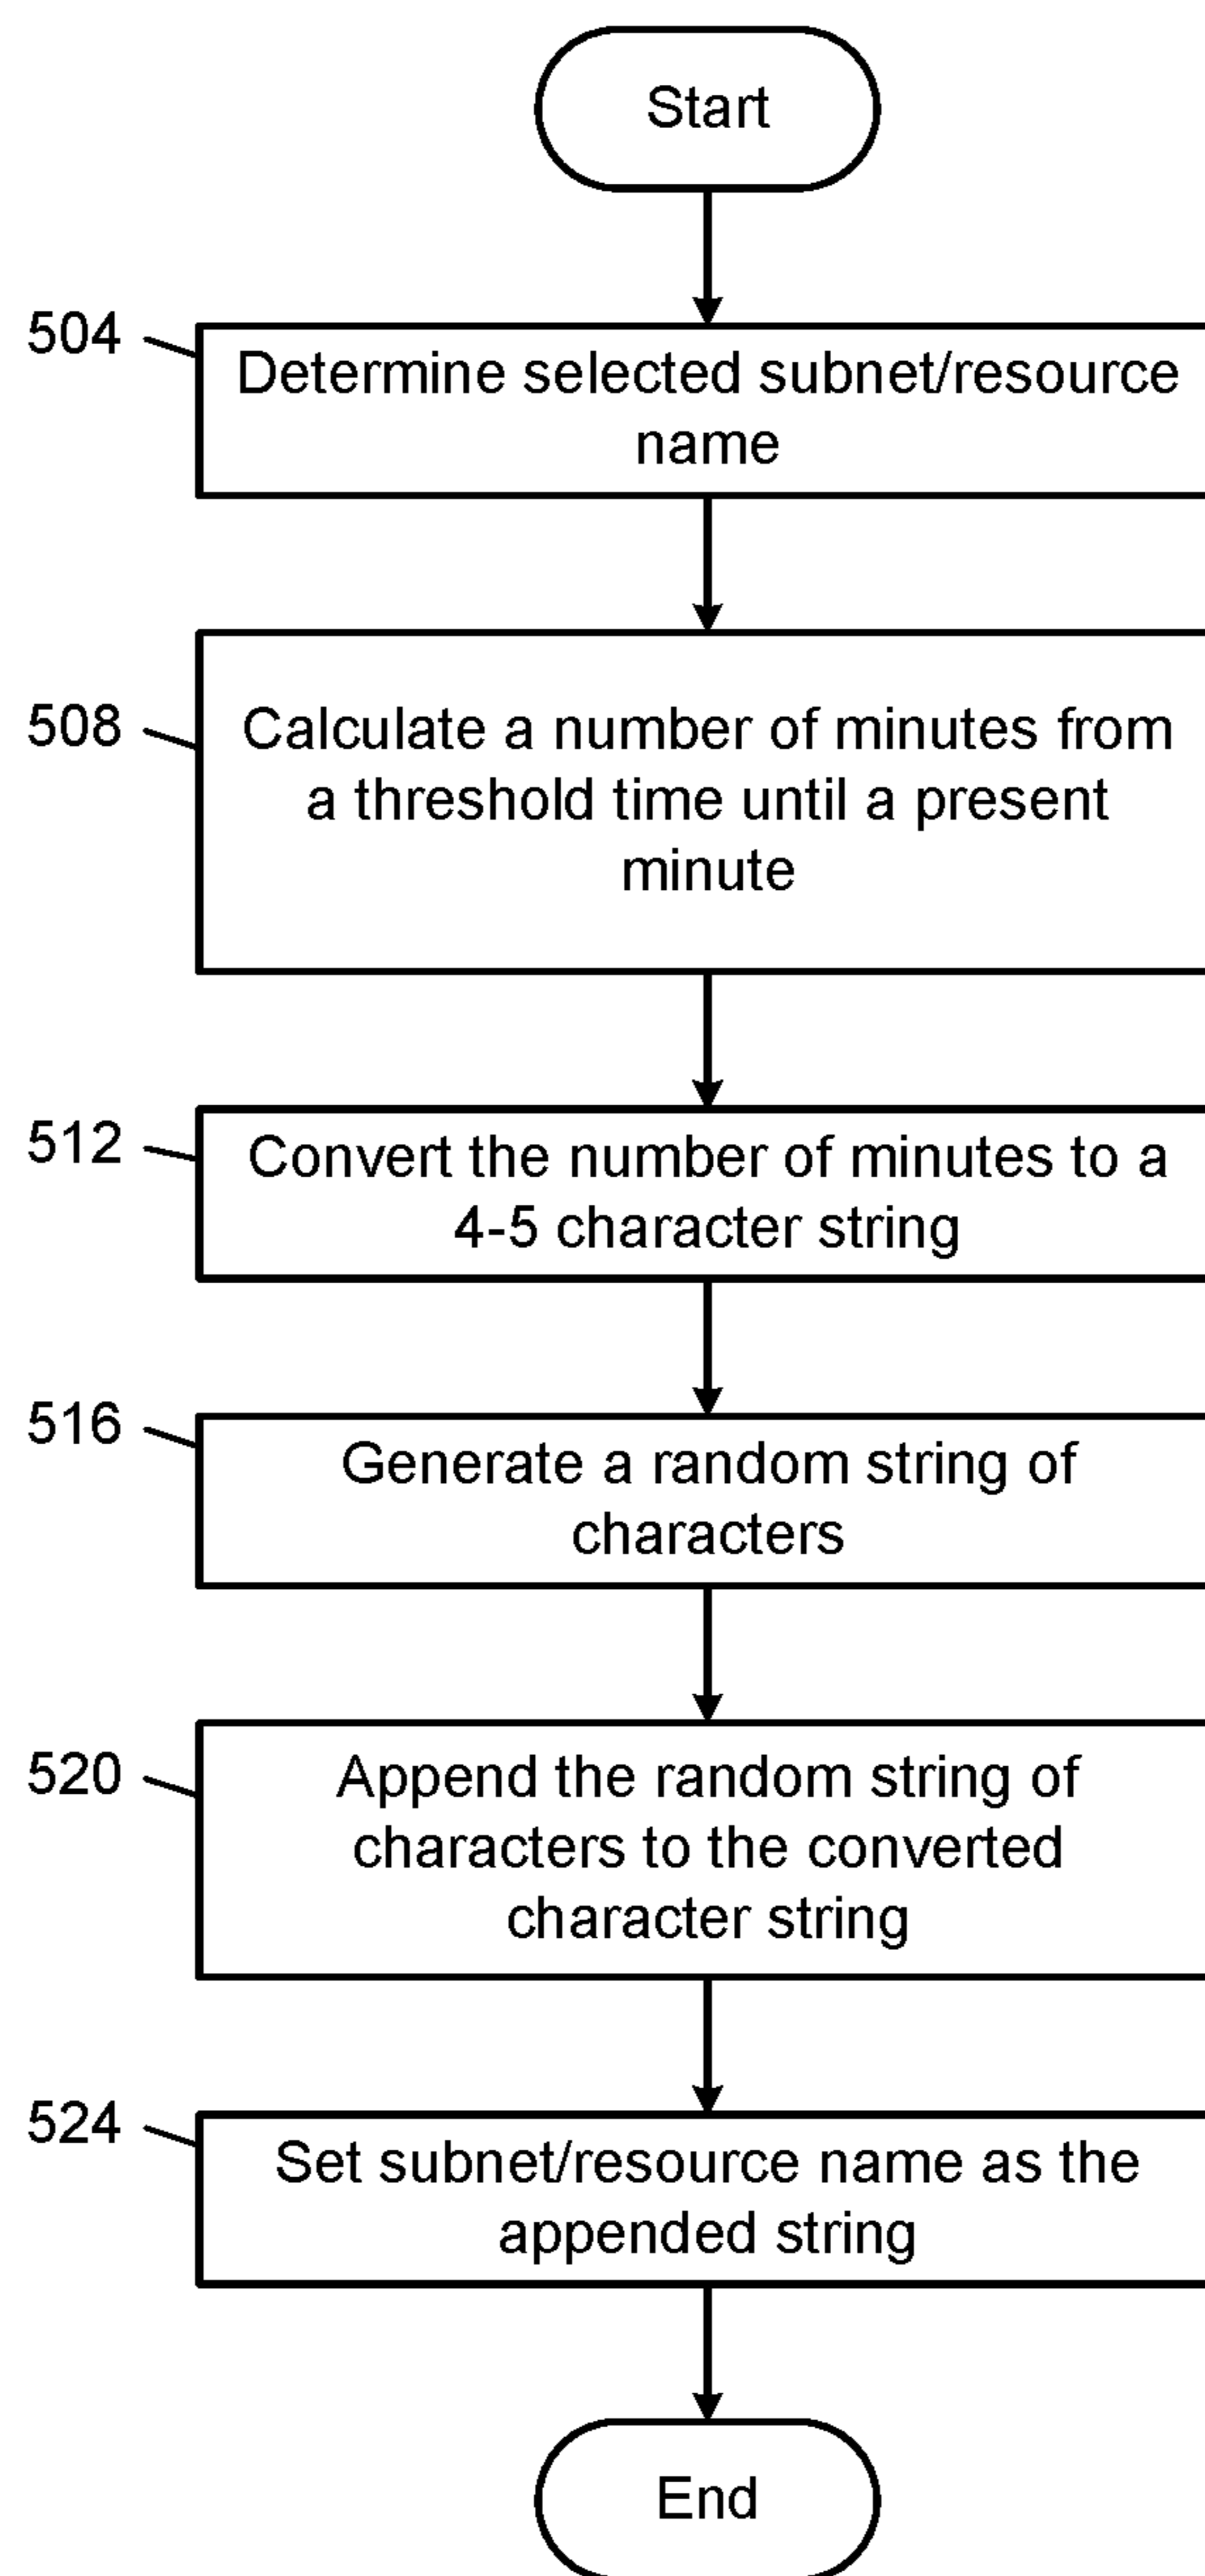 Start
504
Determine selected subnet/resource
name
508
Calculate a number of minutes from
a threshold time until a present
minute
512
Convert the number of minutes to a
4-5 character string
516
Generate a random string of
characters
520
Append the random string of
characters to the converted
character string
524
Set subnet/resource name as the
appended string
End